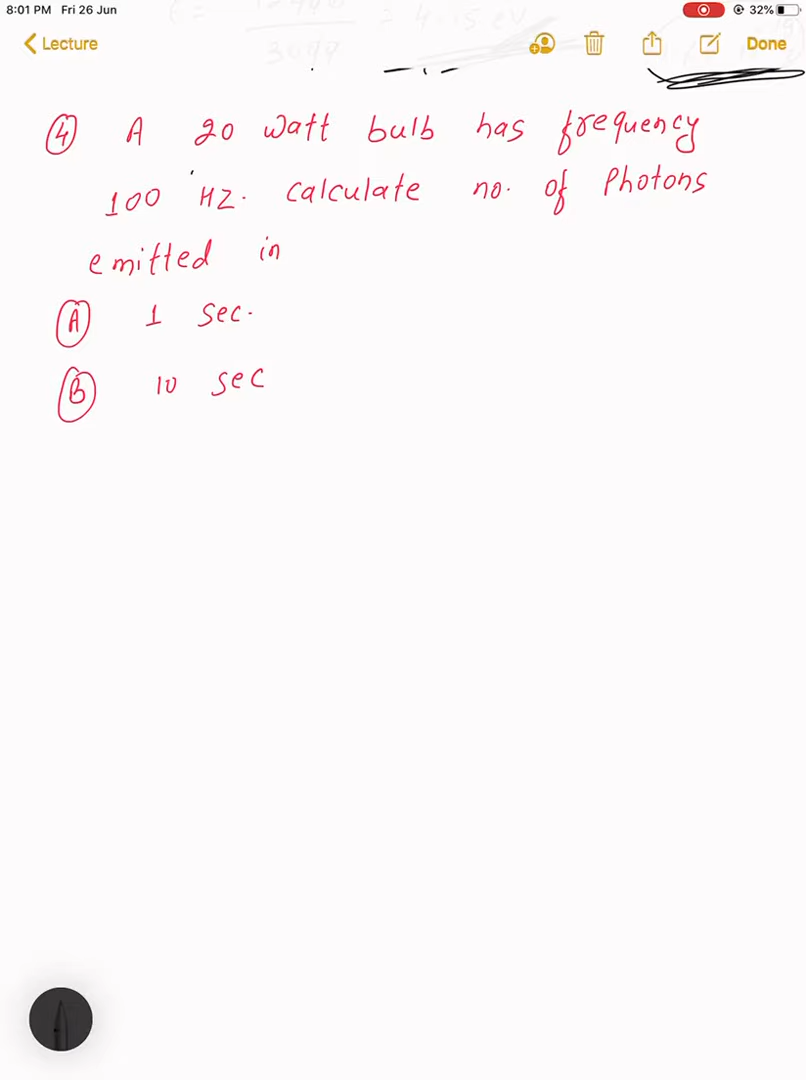 8:01 PM Fri 26 Jun
32%
Lecture
Done
3099
④ A 20 Watt bulb has frequency
100 HZ. Calculate no. of Photons
emitted in
Ⓐ 1 Sec.
Ⓑ 10 sec